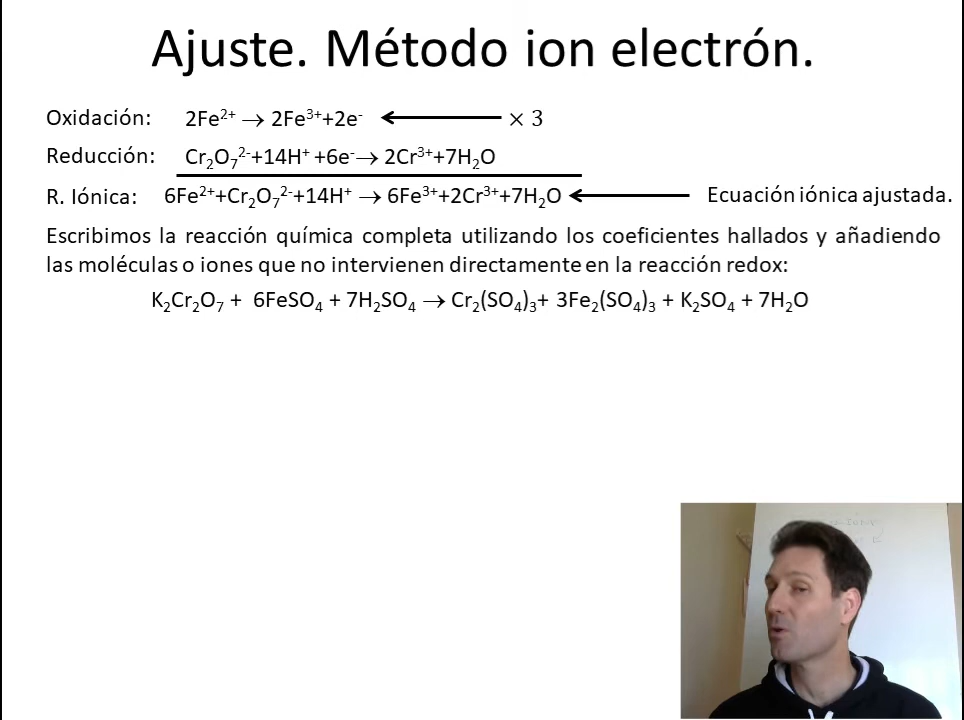 Ajuste. Método ion electrón.
Oxidación: 2Fe²⁺ → 2Fe³⁺+2e⁻ ⟵ × 3
Reducción: Cr₂O₇²⁻+14H⁺ +6e⁻→ 2Cr³⁺+7H₂O
R. Iónica: 6Fe²⁺+Cr₂O₇²⁻+14H⁺ → 6Fe³⁺+2Cr³⁺+7H₂O ⟵ Ecuación iónica ajustada.
Escribimos la reacción química completa utilizando los coeficientes hallados y añadiendo
las moléculas o iones que no intervienen directamente en la reacción redox:
K₂Cr₂O₇ + 6FeSO₄ + 7H₂SO₄ → Cr₂(SO₄)₃+ 3Fe₂(SO₄)₃ + K₂SO₄ + 7H₂O